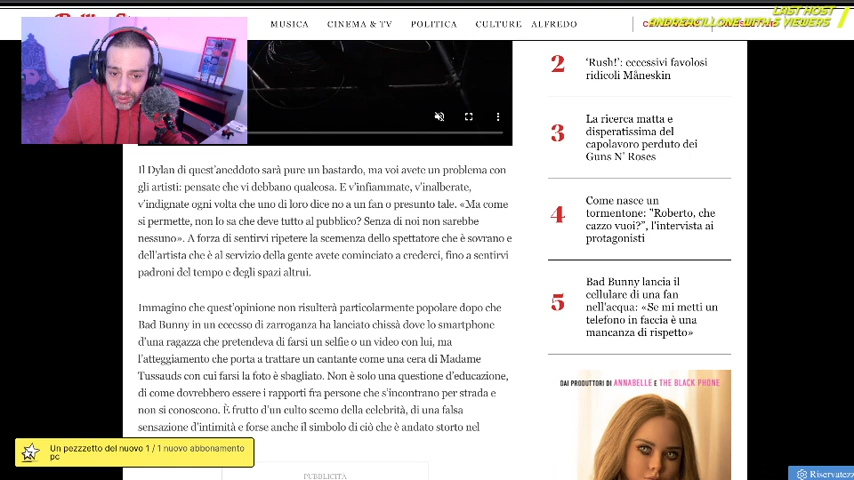 MUSICA CINEMA & TV POLITICA CULTURE ALFREDO
LAST HOST
WITH 5 VIEWERS
Il Dylan di quest'aneddoto sarà pure un bastardo, ma voi avete un problema con
gli artisti: pensate che vi debbano qualcosa. E v'infiammate, v'inalberate,
v'indignate ogni volta che uno di loro dice no a un fan o presunto tale. «Ma come
si permette, non lo sa che deve tutto al pubblico? Senza di noi non sarebbe
nessuno». A forza di sentirvi ripetere la scemenza dello spettatore che è sovrano e
dell'artista che è al servizio della gente avete cominciato a crederci, fino a sentirvi
padroni del tempo e degli spazi altrui.
Immagino che quest'opinione non risulterà particolarmente popolare dopo che
Bad Bunny in un eccesso di zarroganza ha lanciato chissà dove lo smartphone
d'una ragazza che pretendeva di farsi un selfie o un video con lui, ma
l'atteggiamento che porta a trattare un cantante come una cera di Madame
Tussauds con cui farsi la foto è sbagliato. Non è solo una questione d'educazione,
di come dovrebbero essere i rapporti fra persone che s'incontrano per strada e
non si conoscono. È frutto d'un culto scemo della celebrità, di una falsa
sensazione d'intimità e forse anche il simbolo di ciò che è andato storto nel
PUBBLICITÀ
2
'Rush!': eccessivi favolosi
ridicoli Måneskin
3
La ricerca matta e
disperatissima del
capolavoro perduto dei
Guns N' Roses
4
Come nasce un
tormentone: "Roberto, che
cazzo vuoi?", l'intervista ai
protagonisti
5
Bad Bunny lancia il
cellulare di una fan
nell'acqua: «Se mi metti un
telefono in faccia è una
mancanza di rispetto»
DAI PRODUTTORI DI ANNABELLE E THE BLACK PHONE
Un pezzzetto del nuovo 1 / 1 nuovo abbonamento
pc